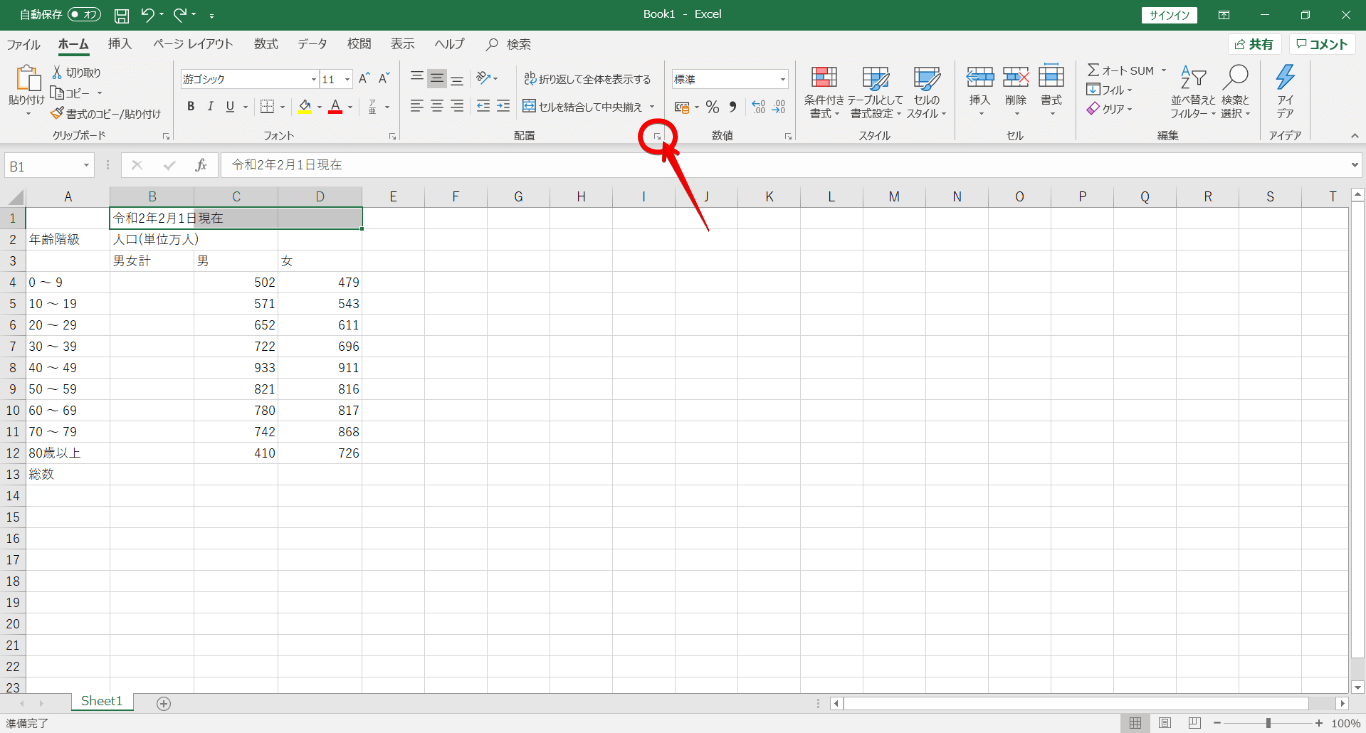 自動保存 オフ Book1 - Excel サインイン
ファイル ホーム 挿入 ページ レイアウト 数式 データ 校閲 表示 ヘルプ 検索 共有 コメント
貼り付け 切り取り コピー 書式のコピー/貼り付け クリップボード
游ゴシック 11 A A B I U A 亜 フォント
ab 折り返して全体を表示する セルを結合して中央揃え 配置
標準 % 数値
条件付き書式 テーブルとして書式設定 セルのスタイル スタイル
挿入 削除 書式 セル
オート SUM フィル クリア 並べ替えとフィルター 検索と選択 編集
アイデア アイデア
B1 fx 令和2年2月1日現在
A B C D E F G H I J K L M N O P Q R S T
1 令和2年2月1日現在
2 年齢階級 人口(単位万人)
3 男女計 男 女
4 0 ～ 9 502 479
5 10 ～ 19 571 543
6 20 ～ 29 652 611
7 30 ～ 39 722 696
8 40 ～ 49 933 911
9 50 ～ 59 821 816
10 60 ～ 69 780 817
11 70 ～ 79 742 868
12 80歳以上 410 726
13 総数
14
15
16
17
18
19
20
21
22
23
Sheet1
準備完了 100%